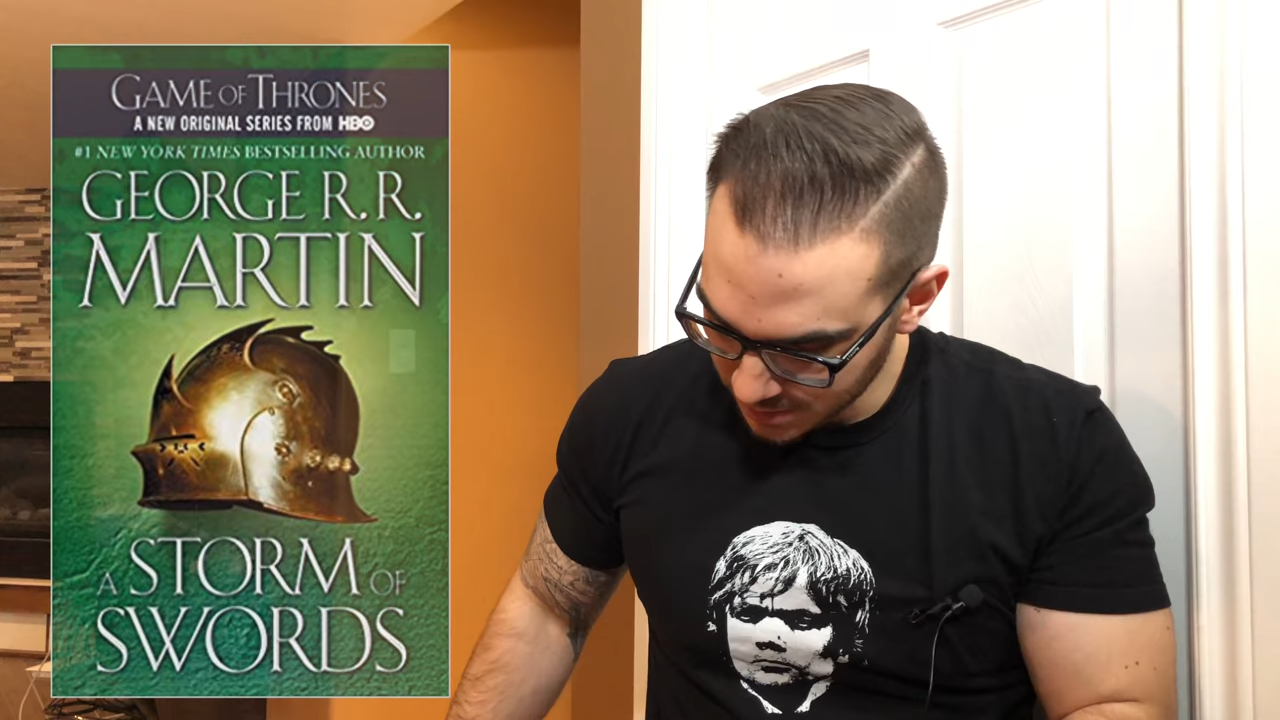 GAME OF THRONES
A NEW ORIGINAL SERIES FROM HBO
#1 NEW YORK TIMES BESTSELLING AUTHOR
GEORGE R.R.
MARTIN
A STORM OF
SWORDS